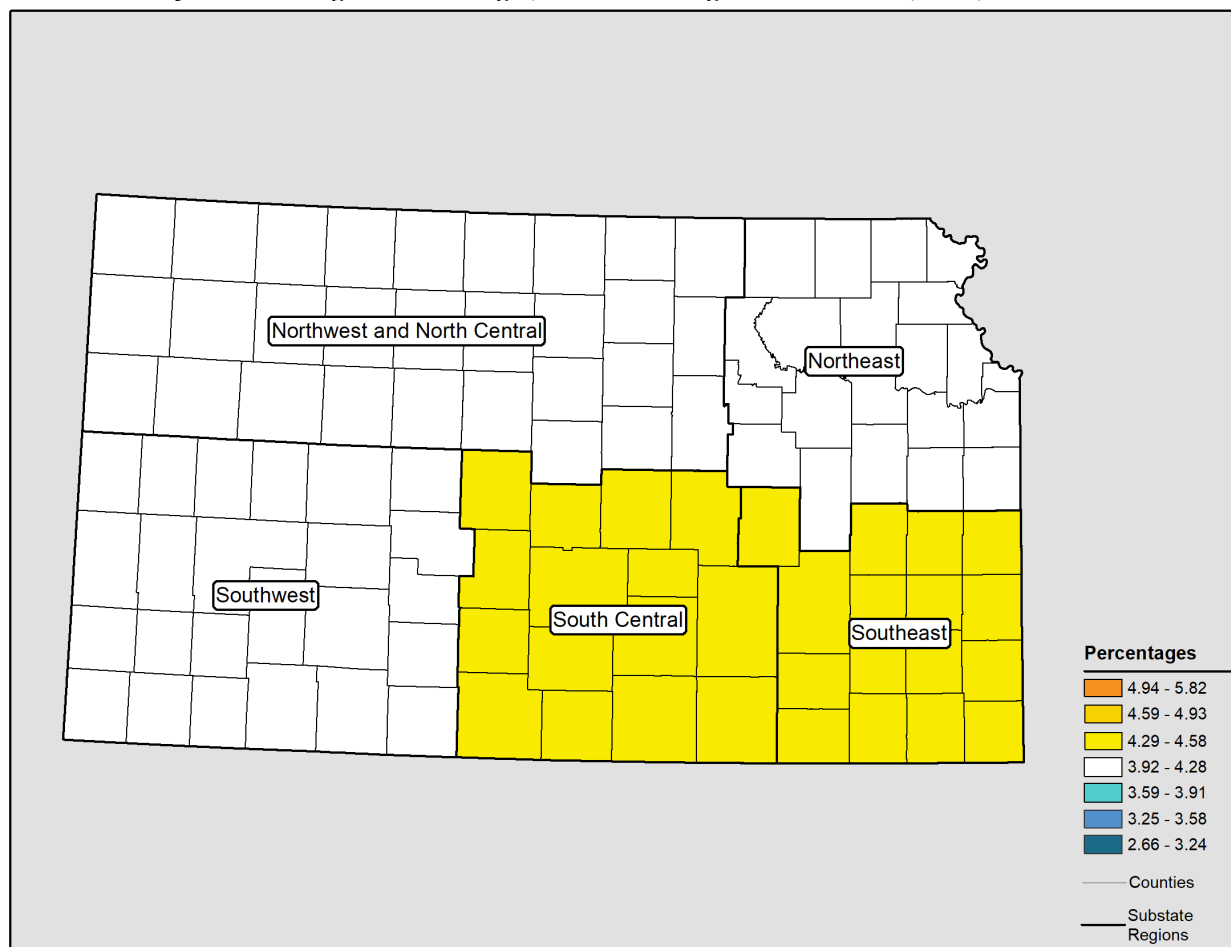 Northwest and North Central
Northeast
Southwest
South Central
Southeast
Percentages
4.94 - 5.82
4.59 - 4.93
4.29 - 4.58
3.92 - 4.28
3.59 - 3.91
3.25 - 3.58
2.66 - 3.24
Counties
Substate
Regions